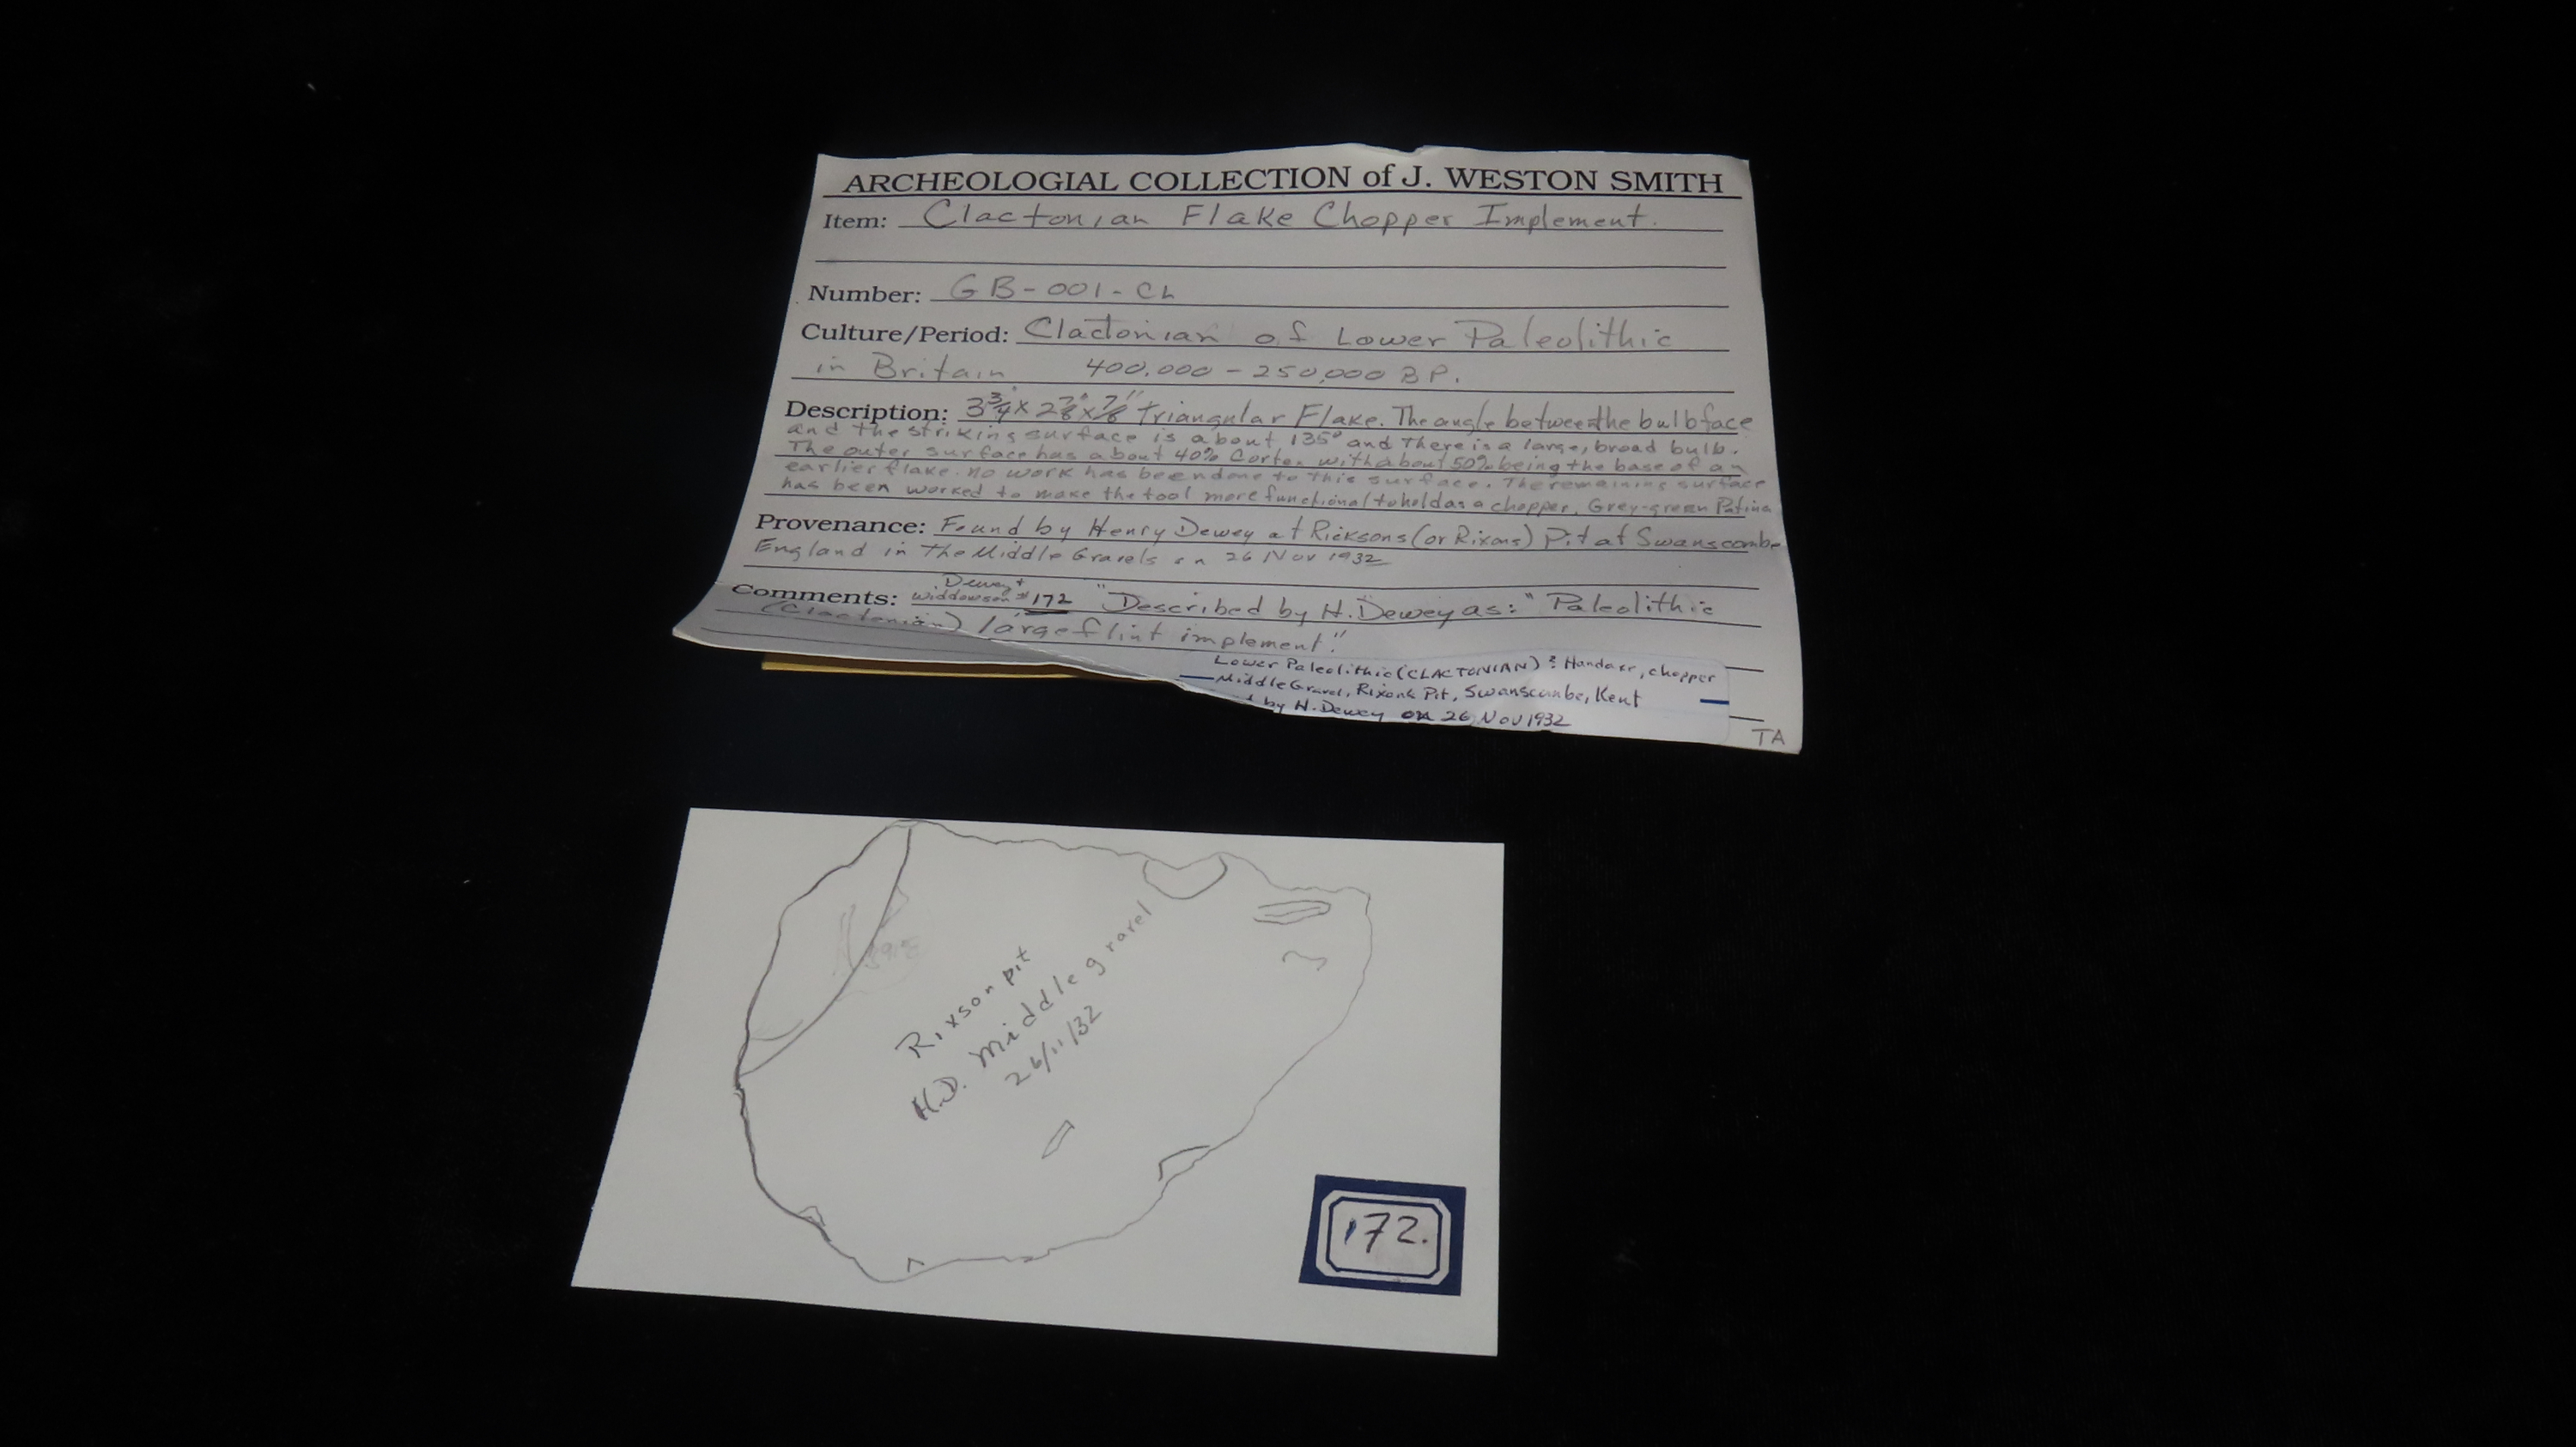 ARCHEOLOGIAL COLLECTION of J. WESTON SMITH
Item: Clactonian Flake Chopper Implement.
Number: GB-001-Ch
Culture/Period: Clactonian of Lower Paleolithic
in Britain 400,000 - 250,000 BP.
Description: 3 3/4" x 2 7/8" x 7/8" triangular Flake. The angle between the bulb face
and the striking surface is about 135° and there is a large, broad bulb.
The outer surface has about 40% Cortex with about 50% being the base of an
earlier flake. no work has been done to this surface. The remaining surface
has been worked to make the tool more functional to hold as a chopper. Grey-green Patina
Provenance: Found by Henry Dewey at Ricksons (or Rixons) Pit at Swanscombe
England in the Middle Gravels on 26 Nov 1932
Dewey +
Comments: Widdowson # 172 "Described by H. Dewey as: "Paleolithic
(Clactonian) large flint implement."
Lower Paleolithic (CLACTONIAN) Handaxe, chopper
Middle Gravel, Rixons Pit, Swanscombe, Kent
by H. Dewey on 26 Nov 1932
TA
Rixson pit
H.D. Middle gravel
26/11/32
172.